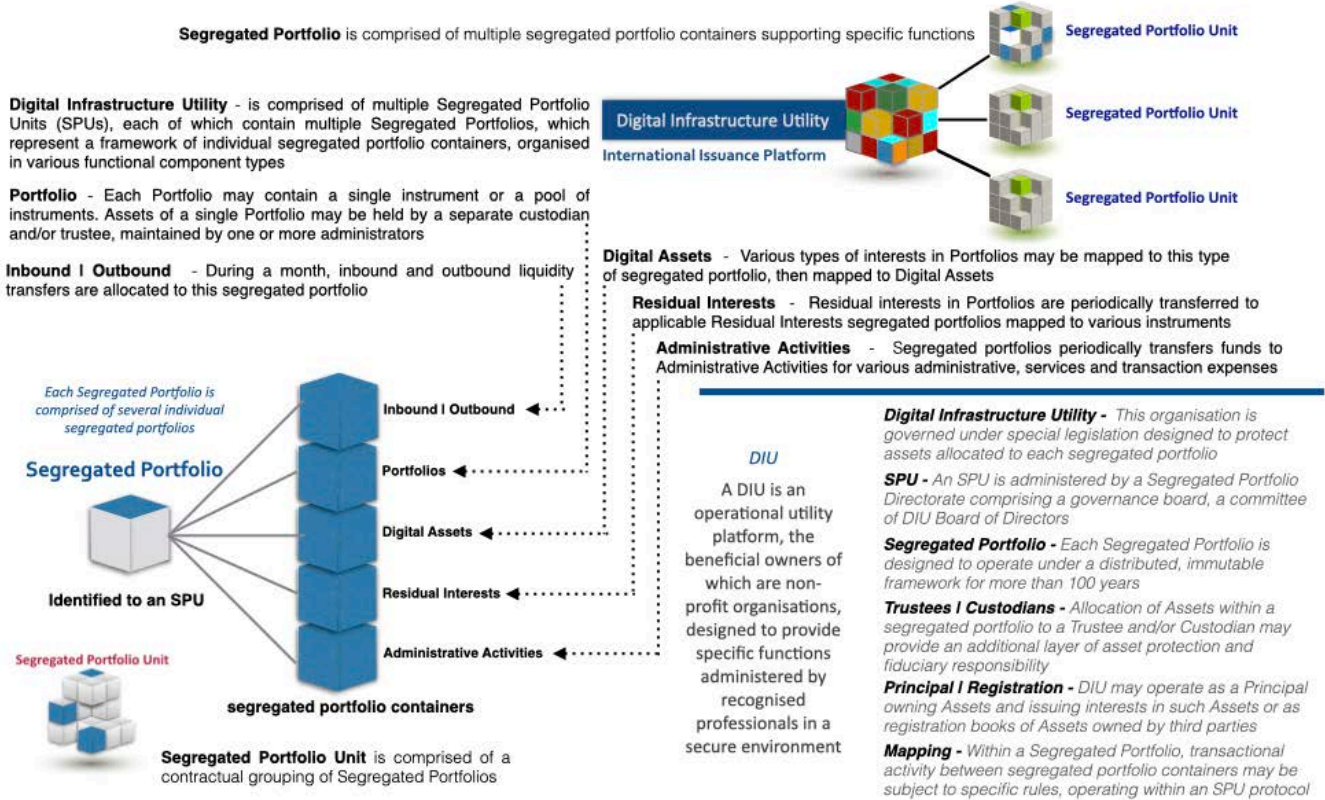 Segregated Portfolio is comprised of multiple segregated portfolio containers supporting specific functions
Segregated Portfolio Unit
Segregated Portfolio Unit
Segregated Portfolio Unit
Digital Infrastructure Utility
International Issuance Platform
Digital Infrastructure Utility - is comprised of multiple Segregated Portfolio
Units (SPUs), each of which contain multiple Segregated Portfolios, which
represent a framework of individual segregated portfolio containers, organised
in various functional component types
Portfolio - Each Portfolio may contain a single instrument or a pool of
instruments. Assets of a single Portfolio may be held by a separate custodian
and/or trustee, maintained by one or more administrators
Inbound | Outbound - During a month, inbound and outbound liquidity
transfers are allocated to this segregated portfolio
Digital Assets - Various types of interests in Portfolios may be mapped to this type
of segregated portfolio, then mapped to Digital Assets
Residual Interests - Residual interests in Portfolios are periodically transferred to
applicable Residual Interests segregated portfolios mapped to various instruments
Administrative Activities - Segregated portfolios periodically transfers funds to
Administrative Activities for various administrative, services and transaction expenses
Each Segregated Portfolio is
comprised of several individual
segregated portfolios
Segregated Portfolio
Identified to an SPU
Inbound | Outbound
Portfolios
Digital Assets
Residual Interests
Administrative Activities
segregated portfolio containers
Segregated Portfolio Unit
Segregated Portfolio Unit is comprised of a
contractual grouping of Segregated Portfolios
DIU
A DIU is an
operational utility
platform, the
beneficial owners of
which are non-
profit organisations,
designed to provide
specific functions
administered by
recognised
professionals in a
secure environment
Digital Infrastructure Utility - This organisation is
governed under special legislation designed to protect
assets allocated to each segregated portfolio
SPU - An SPU is administered by a Segregated Portfolio
Directorate comprising a governance board, a committee
of DIU Board of Directors
Segregated Portfolio - Each Segregated Portfolio is
designed to operate under a distributed, immutable
framework for more than 100 years
Trustees | Custodians - Allocation of Assets within a
segregated portfolio to a Trustee and/or Custodian may
provide an additional layer of asset protection and
fiduciary responsibility
Principal | Registration - DIU may operate as a Principal
owning Assets and issuing interests in such Assets or as
registration books of Assets owned by third parties
Mapping - Within a Segregated Portfolio, transactional
activity between segregated portfolio containers may be
subject to specific rules, operating within an SPU protocol